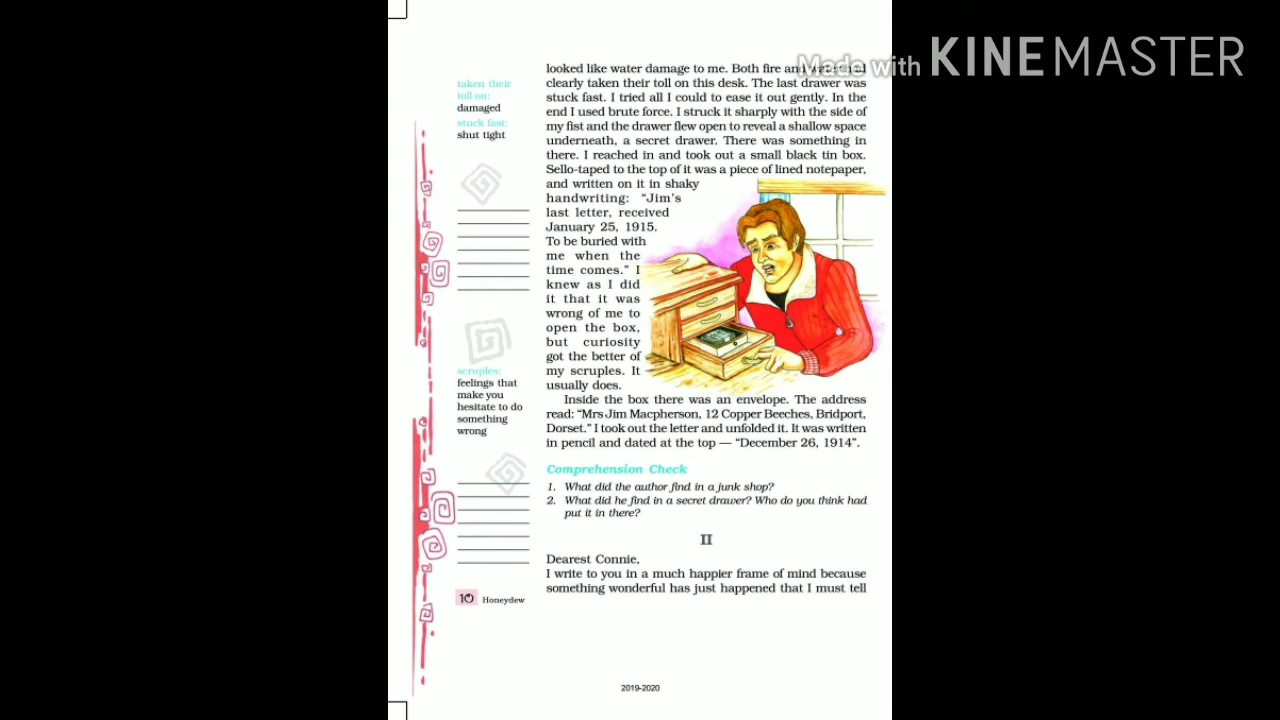 Made with KINEMASTER
looked like water damage to me. Both fire and water had
clearly taken their toll on this desk. The last drawer was
stuck fast. I tried all I could to ease it out gently. In the
end I used brute force. I struck it sharply with the side of
my fist and the drawer flew open to reveal a shallow space
underneath, a secret drawer. There was something in
there. I reached in and took out a small black tin box.
Sello-taped to the top of it was a piece of lined notepaper,
and written on it in shaky
handwriting: “Jim’s
last letter, received
January 25, 1915.
To be buried with
me when the
time comes.” I
knew as I did
it that it was
wrong of me to
open the box,
but curiosity
got the better of
my scruples. It
usually does.
Inside the box there was an envelope. The address
read: “Mrs Jim Macpherson, 12 Copper Beeches, Bridport,
Dorset.” I took out the letter and unfolded it. It was written
in pencil and dated at the top — “December 26, 1914”.
taken their
toll on:
damaged
stuck fast:
shut tight
scruples:
feelings that
make you
hesitate to do
something
wrong
Comprehension Check
1. What did the author find in a junk shop?
2. What did he find in a secret drawer? Who do you think had
put it in there?
II
Dearest Connie,
I write to you in a much happier frame of mind because
something wonderful has just happened that I must tell
10 Honeydew
2019-2020